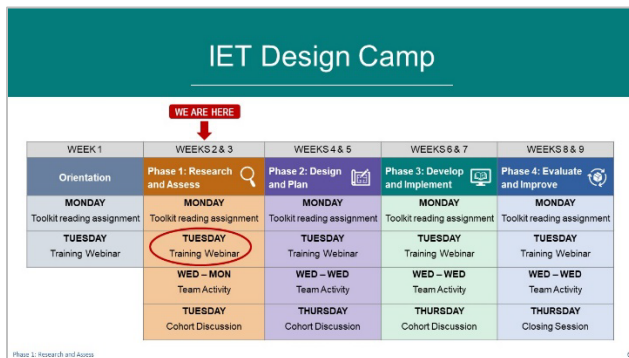 IET Design Camp
WE ARE HERE
WEEK 1
WEEKS 2 & 3
WEEKS 4 & 5
WEEKS 6 & 7
WEEKS 8 & 9
Orientation
Phase 1: Research
and Assess
Phase 2: Design
and Plan
Phase 3: Develop
and Implement
Phase 4: Evaluate
and Improve
MONDAY
Toolkit reading assignment
MONDAY
Toolkit reading assignment
MONDAY
Toolkit reading assignment
MONDAY
Toolkit reading assignment
MONDAY
Toolkit reading assignment
TUESDAY
Training Webinar
TUESDAY
Training Webinar
TUESDAY
Training Webinar
TUESDAY
Training Webinar
TUESDAY
Training Webinar
WED – MON
Team Activity
WED – WED
Team Activity
WED – WED
Team Activity
WED – WED
Team Activity
TUESDAY
Cohort Discussion
THURSDAY
Cohort Discussion
THURSDAY
Cohort Discussion
THURSDAY
Closing Session
Phase 1: Research and Assess